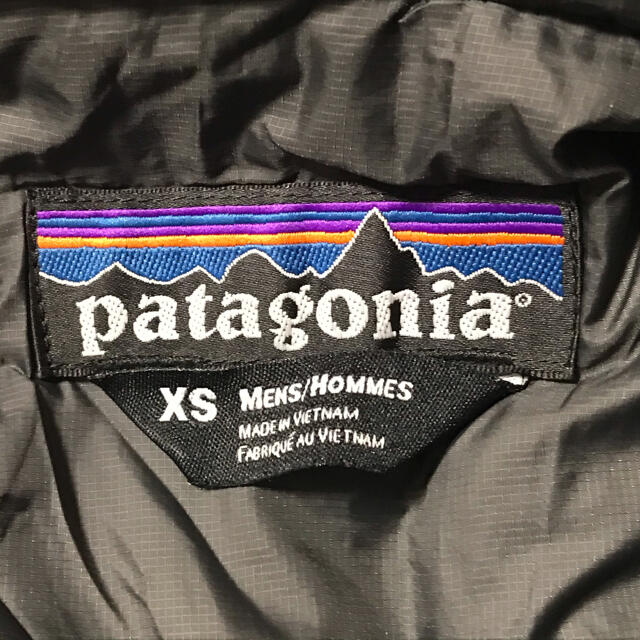 patagonia®
XS MENS/HOMMES
MADE IN VIETNAM
FABRIQUÉ AU VIETNAM